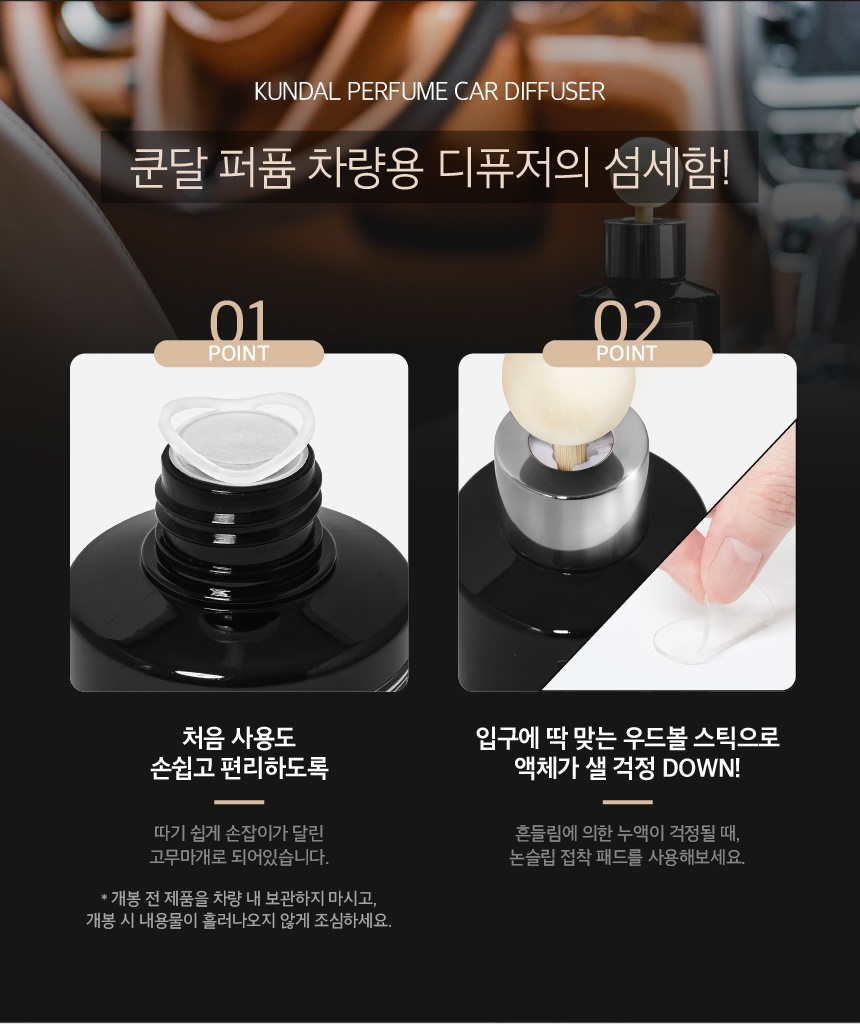 KUNDAL PERFUME CAR DIFFUSER
쿤달 퍼퓸 차량용 디퓨저의 섬세함!
01
POINT
02
POINT
처음 사용도
손쉽고 편리하도록
따기 쉽게 손잡이가 달린
고무마개로 되어있습니다.
* 개봉 전 제품을 차량 내 보관하지 마시고,
개봉 시 내용물이 흘러나오지 않게 조심하세요.
입구에 딱 맞는 우드볼 스틱으로
액체가 샐 걱정 DOWN!
흔들림에 의한 누액이 걱정될 때,
논슬립 접착 패드를 사용해보세요.